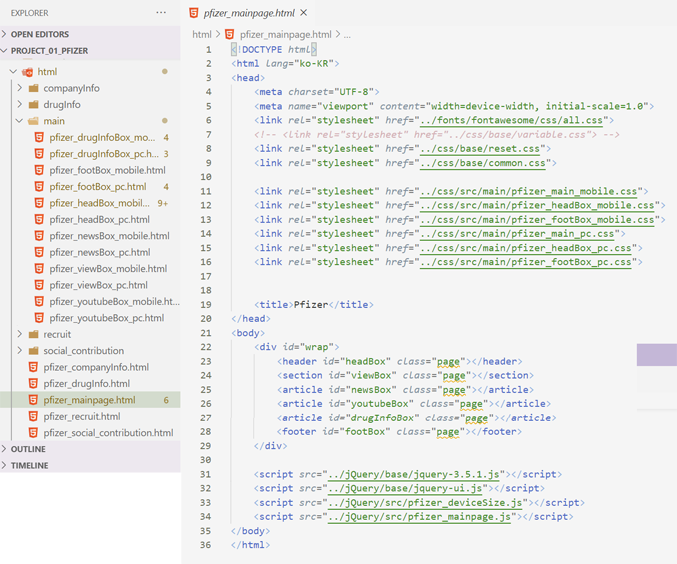 EXPLORER
OPEN EDITORS
PROJECT_01_PFIZER
html
companyInfo
drugInfo
main
pfizer_drugInfoBox_mo... 4
pfizer_drugInfoBox_pc.h... 3
pfizer_footBox_mobile.html
pfizer_footBox_pc.html 4
pfizer_headBox_mobil... 9+
pfizer_headBox_pc.html
pfizer_newsBox_mobile.html
pfizer_newsBox_pc.html
pfizer_viewBox_mobile.html
pfizer_viewBox_pc.html
pfizer_youtubeBox_mobile.ht...
pfizer_youtubeBox_pc.html
recruit
social_contribution
pfizer_companyInfo.html
pfizer_drugInfo.html
pfizer_mainpage.html 6
pfizer_recruit.html
pfizer_social_contribution.html
OUTLINE
TIMELINE
pfizer_mainpage.html
html > pfizer_mainpage.html > ...
1 <!DOCTYPE html>
2 <html lang="ko-KR">
3 <head>
4 <meta charset="UTF-8">
5 <meta name="viewport" content="width=device-width, initial-scale=1.0">
6 <link rel="stylesheet" href="../fonts/fontawesome/css/all.css">
7 <!-- <link rel="stylesheet" href="../css/base/variable.css"> -->
8 <link rel="stylesheet" href="../css/base/reset.css">
9 <link rel="stylesheet" href="../css/base/common.css">
10
11 <link rel="stylesheet" href="../css/src/main/pfizer_main_mobile.css">
12 <link rel="stylesheet" href="../css/src/main/pfizer_headBox_mobile.css">
13 <link rel="stylesheet" href="../css/src/main/pfizer_footBox_mobile.css">
14 <link rel="stylesheet" href="../css/src/main/pfizer_main_pc.css">
15 <link rel="stylesheet" href="../css/src/main/pfizer_headBox_pc.css">
16 <link rel="stylesheet" href="../css/src/main/pfizer_footBox_pc.css">
17
18
19 <title>Pfizer</title>
20 </head>
21 <body>
22 <div id="wrap">
23 <header id="headBox" class="page"></header>
24 <section id="viewBox" class="page"></section>
25 <article id="newsBox" class="page"></article>
26 <article id="youtubeBox" class="page"></article>
27 <article id="drugInfoBox" class="page"></article>
28 <footer id="footBox" class="page"></footer>
29 </div>
30
31 <script src="../jQuery/base/jquery-3.5.1.js"></script>
32 <script src="../jQuery/base/jquery-ui.js"></script>
33 <script src="../jQuery/src/pfizer_deviceSize.js"></script>
34 <script src="../jQuery/src/pfizer_mainpage.js"></script>
35 </body>
36 </html>